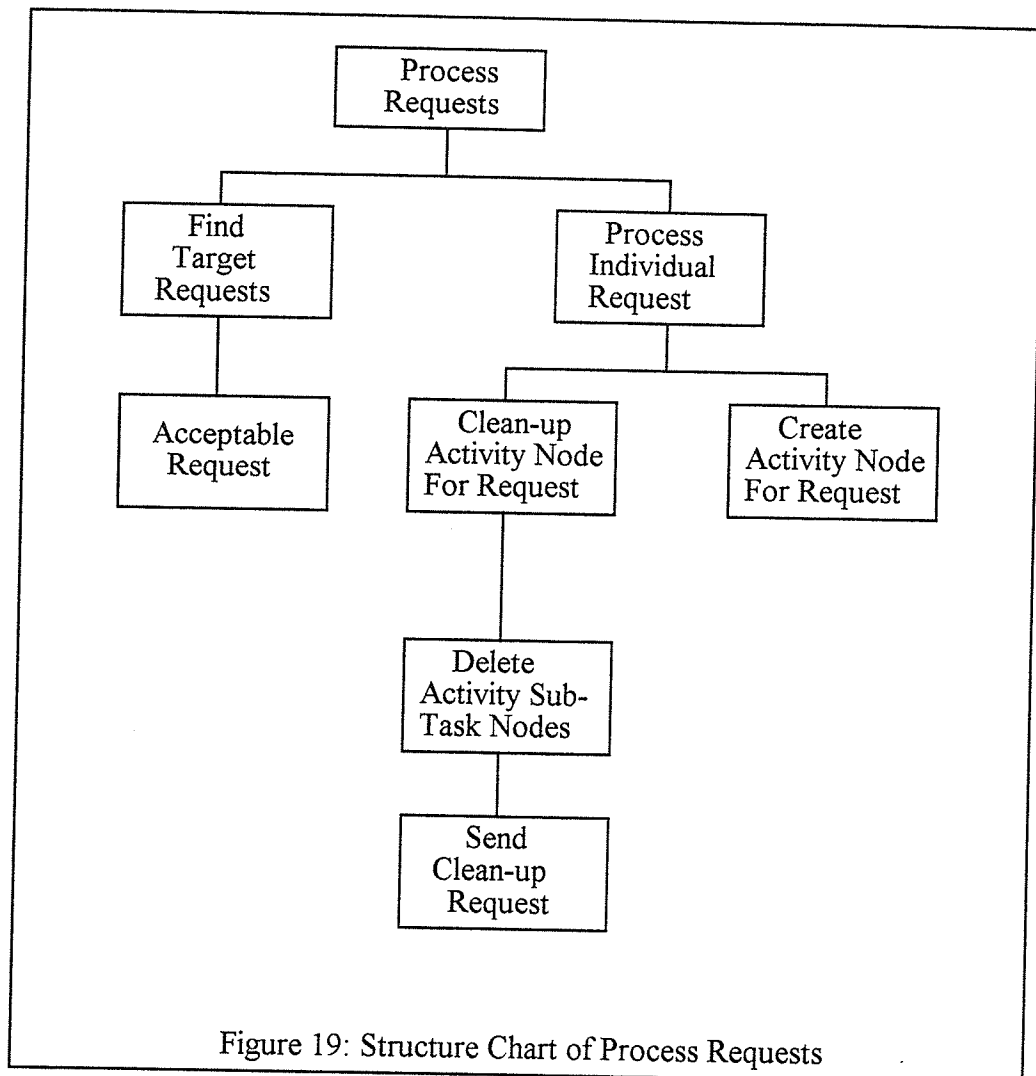 Process
Requests
Find
Target
Requests
Process
Individual
Request
Acceptable
Request
Clean-up
Activity Node
For Request
Create
Activity Node
For Request
Delete
Activity Sub-
Task Nodes
Send
Clean-up
Request
Figure 19: Structure Chart of Process Requests